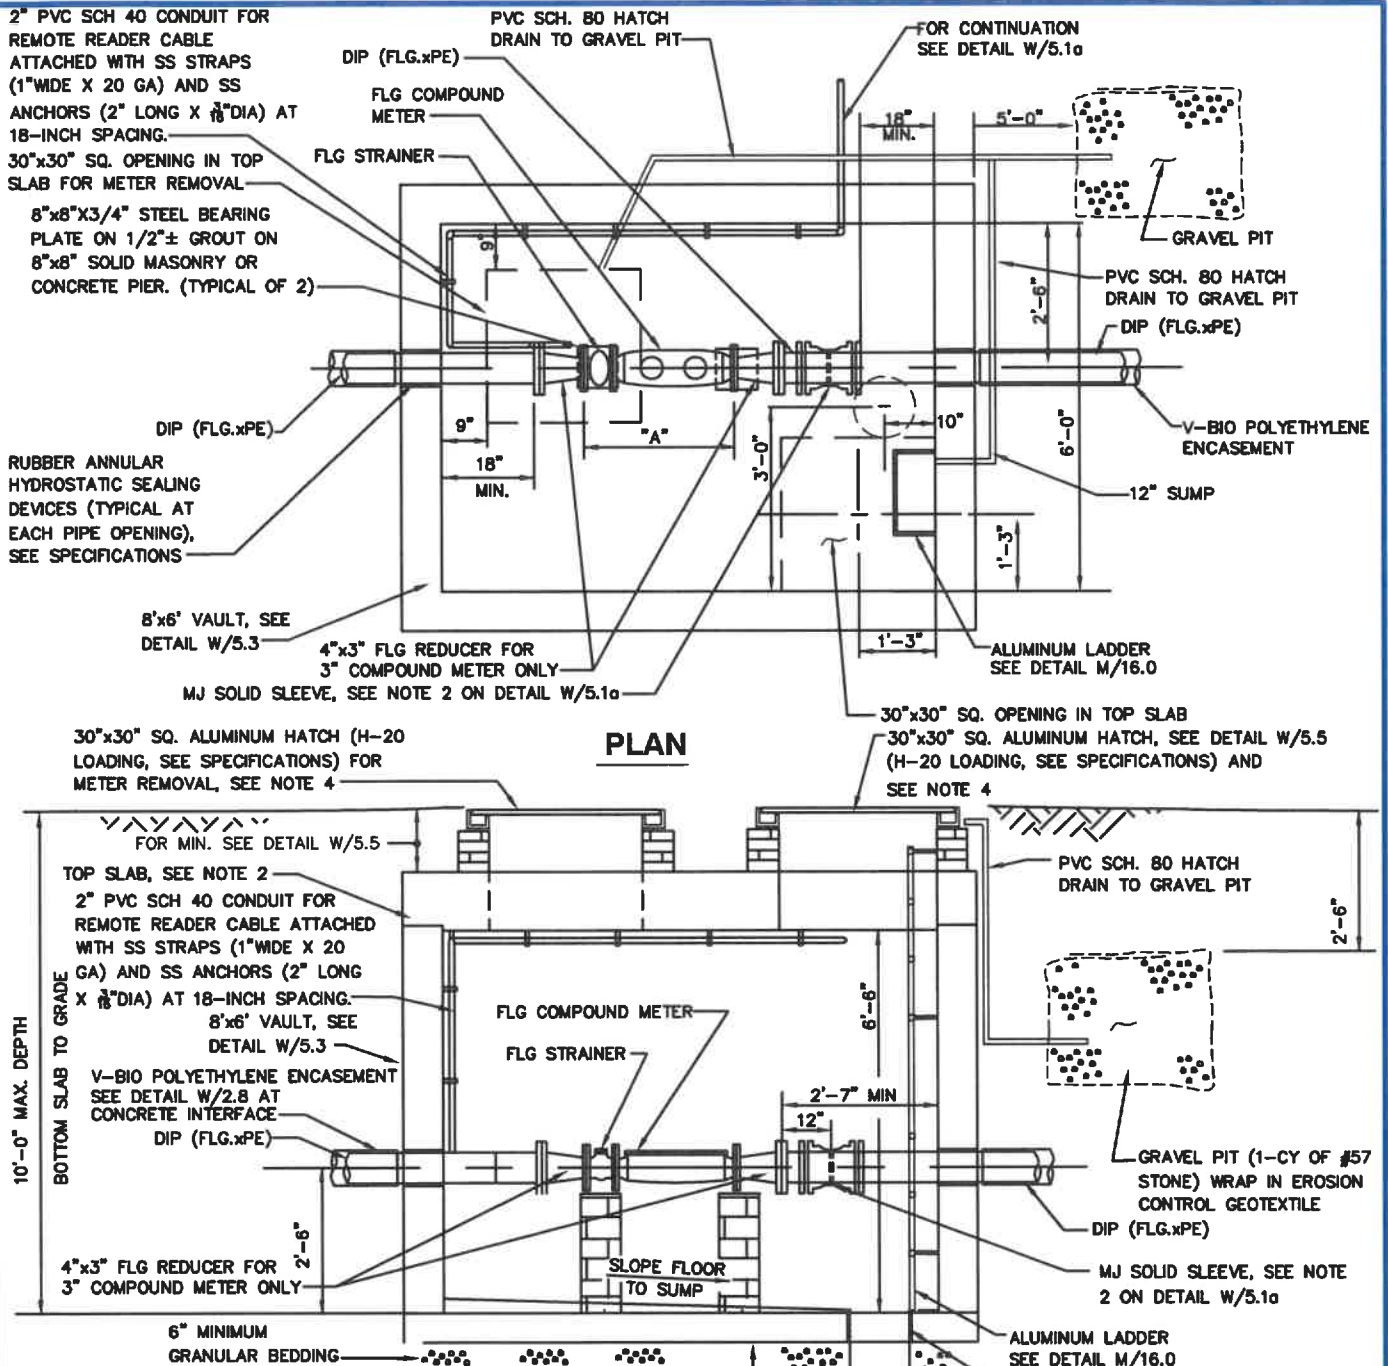 2" PVC SCH 40 CONDUIT FOR
REMOTE READER CABLE
ATTACHED WITH SS STRAPS
(1"WIDE X 20 GA) AND SS
ANCHORS (2" LONG X 3/16"DIA) AT
18-INCH SPACING.
30"x30" SQ. OPENING IN TOP
SLAB FOR METER REMOVAL
8"x8"X3/4" STEEL BEARING
PLATE ON 1/2"± GROUT ON
8"x8" SOLID MASONRY OR
CONCRETE PIER. (TYPICAL OF 2)
DIP (FLG.xPE)
FLG COMPOUND
METER
FLG STRAINER
PVC SCH. 80 HATCH
DRAIN TO GRAVEL PIT
FOR CONTINUATION
SEE DETAIL W/5.1a
18"
MIN.
5'-0"
GRAVEL PIT
PVC SCH. 80 HATCH
DRAIN TO GRAVEL PIT
DIP (FLG.xPE)
9"
2'-6"
6'-0"
V-BIO POLYETHYLENE
ENCASEMENT
12" SUMP
DIP (FLG.xPE)
9"
18"
MIN.
"A"
3'-0"
10"
1'-3"
RUBBER ANNULAR
HYDROSTATIC SEALING
DEVICES (TYPICAL AT
EACH PIPE OPENING),
SEE SPECIFICATIONS
8'x6' VAULT, SEE
DETAIL W/5.3
4"x3" FLG REDUCER FOR
3" COMPOUND METER ONLY
MJ SOLID SLEEVE, SEE NOTE 2 ON DETAIL W/5.1a
1'-3"
ALUMINUM LADDER
SEE DETAIL M/16.0
PLAN
30"x30" SQ. OPENING IN TOP SLAB
30"x30" SQ. ALUMINUM HATCH, SEE DETAIL W/5.5
(H-20 LOADING, SEE SPECIFICATIONS) AND
SEE NOTE 4
30"x30" SQ. ALUMINUM HATCH (H-20
LOADING, SEE SPECIFICATIONS) FOR
METER REMOVAL, SEE NOTE 4
FOR MIN. SEE DETAIL W/5.5
TOP SLAB, SEE NOTE 2
2" PVC SCH 40 CONDUIT FOR
REMOTE READER CABLE ATTACHED
WITH SS STRAPS (1"WIDE X 20
GA) AND SS ANCHORS (2" LONG
X 3/16"DIA) AT 18-INCH SPACING.
8'x6' VAULT, SEE
DETAIL W/5.3
V-BIO POLYETHYLENE ENCASEMENT
SEE DETAIL W/2.8 AT
CONCRETE INTERFACE
DIP (FLG.xPE)
10'-0" MAX. DEPTH
BOTTOM SLAB TO GRADE
FLG COMPOUND METER
FLG STRAINER
6'-6"
2'-7" MIN
12"
PVC SCH. 80 HATCH
DRAIN TO GRAVEL PIT
2'-6"
GRAVEL PIT (1-CY OF #57
STONE) WRAP IN EROSION
CONTROL GEOTEXTILE
DIP (FLG.xPE)
2'-6"
4"x3" FLG REDUCER FOR
3" COMPOUND METER ONLY
SLOPE FLOOR
TO SUMP
MJ SOLID SLEEVE, SEE NOTE
2 ON DETAIL W/5.1a
6" MINIMUM
GRANULAR BEDDING
ALUMINUM LADDER
SEE DETAIL M/16.0